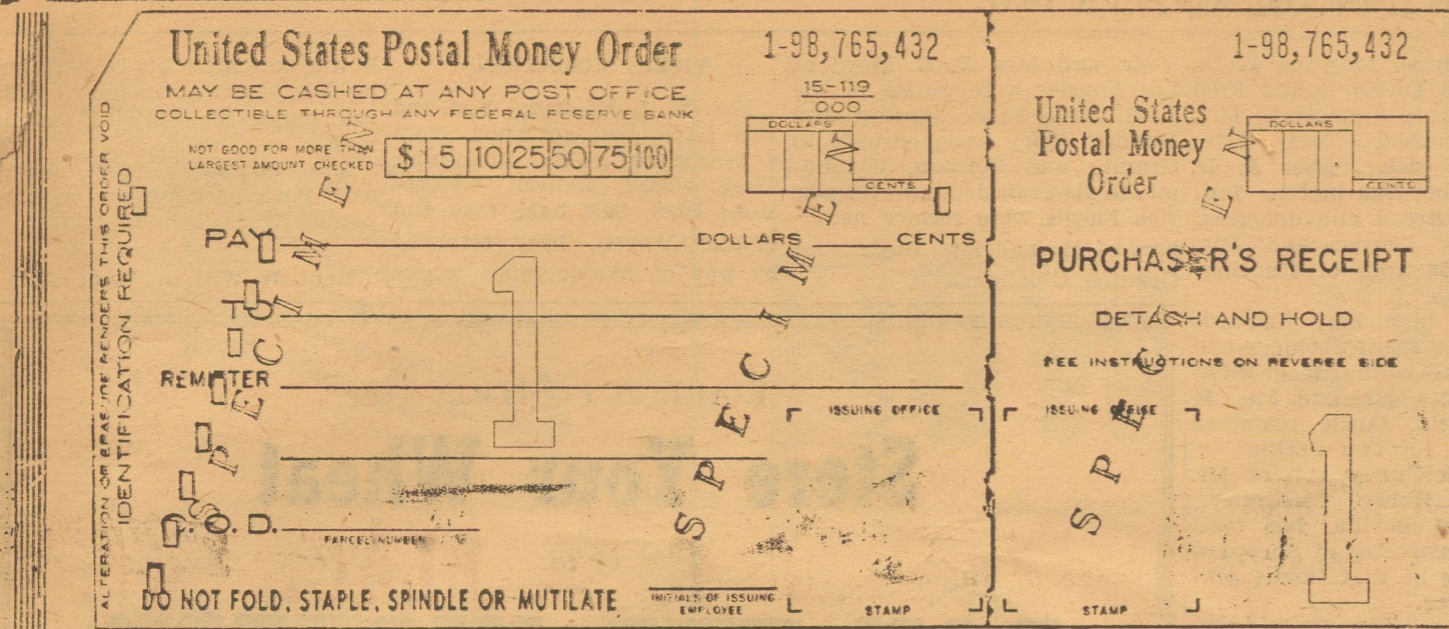 United States Postal Money Order
1-98,765,432
MAY BE CASHED AT ANY POST OFFICE
COLLECTIBLE THROUGH ANY FEDERAL RESERVE BANK
15-119
000
NOT GOOD FOR MORE THAN
LARGEST AMOUNT CHECKED
$ 5 10 25 50 75 100
DOLLARS
CENTS
PAY
DOLLARS
CENTS
TO
REMITTER
1
C. O. D.
PARCEL NUMBER
DO NOT FOLD, STAPLE, SPINDLE OR MUTILATE
INITIALS OF ISSUING
EMPLOYEE
ISSUING OFFICE
STAMP
ALTERATION OR ERASURE RENDERS THIS ORDER VOID
IDENTIFICATION REQUIRED
SPECIMEN
SPECIMEN
1-98,765,432
United States
Postal Money
Order
DOLLARS
CENTS
PURCHASER'S RECEIPT
DETACH AND HOLD
SEE INSTRUCTIONS ON REVERSE SIDE
ISSUING OFFICE
1
STAMP
SPECIMEN